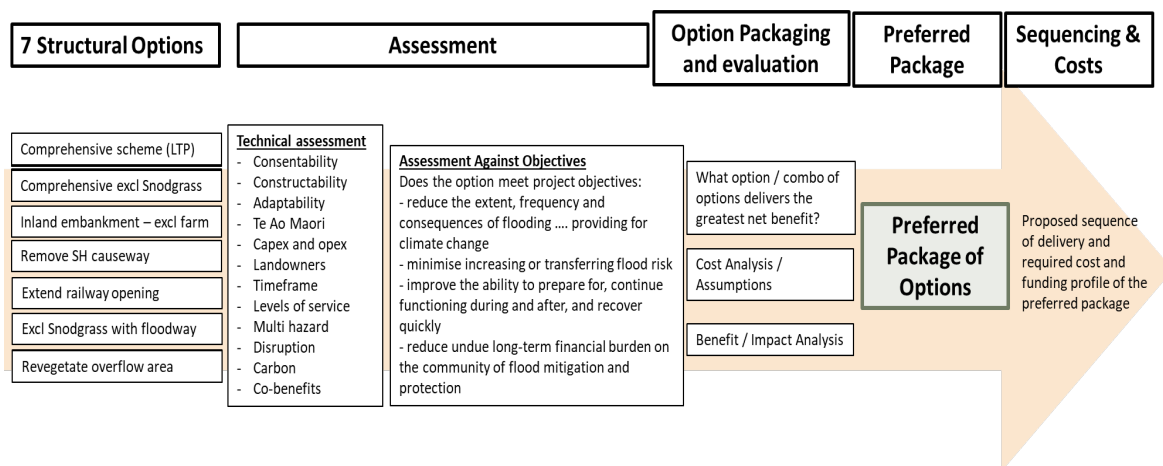 7 Structural Options
Assessment
Option Packaging
and evaluation
Preferred
Package
Sequencing &
Costs
Comprehensive scheme (LTP)
Comprehensive excl Snodgrass
Inland embankment – excl farm
Remove SH causeway
Extend railway opening
Excl Snodgrass with floodway
Revegetate overflow area
Technical assessment
- Consentability
- Constructability
- Adaptability
- Te Ao Maori
- Capex and opex
- Landowners
- Timeframe
- Levels of service
- Multi hazard
- Disruption
- Carbon
- Co-benefits
Assessment Against Objectives
Does the option meet project objectives:
- reduce the extent, frequency and
consequences of flooding .... providing for
climate change
- minimise increasing or transferring flood risk
- improve the ability to prepare for, continue
functioning during and after, and recover
quickly
- reduce undue long-term financial burden on
the community of flood mitigation and
protection
What option / combo of
options delivers the
greatest net benefit?
Cost Analysis /
Assumptions
Benefit / Impact Analysis
Preferred
Package of
Options
Proposed sequence
of delivery and
required cost and
funding profile of the
preferred package